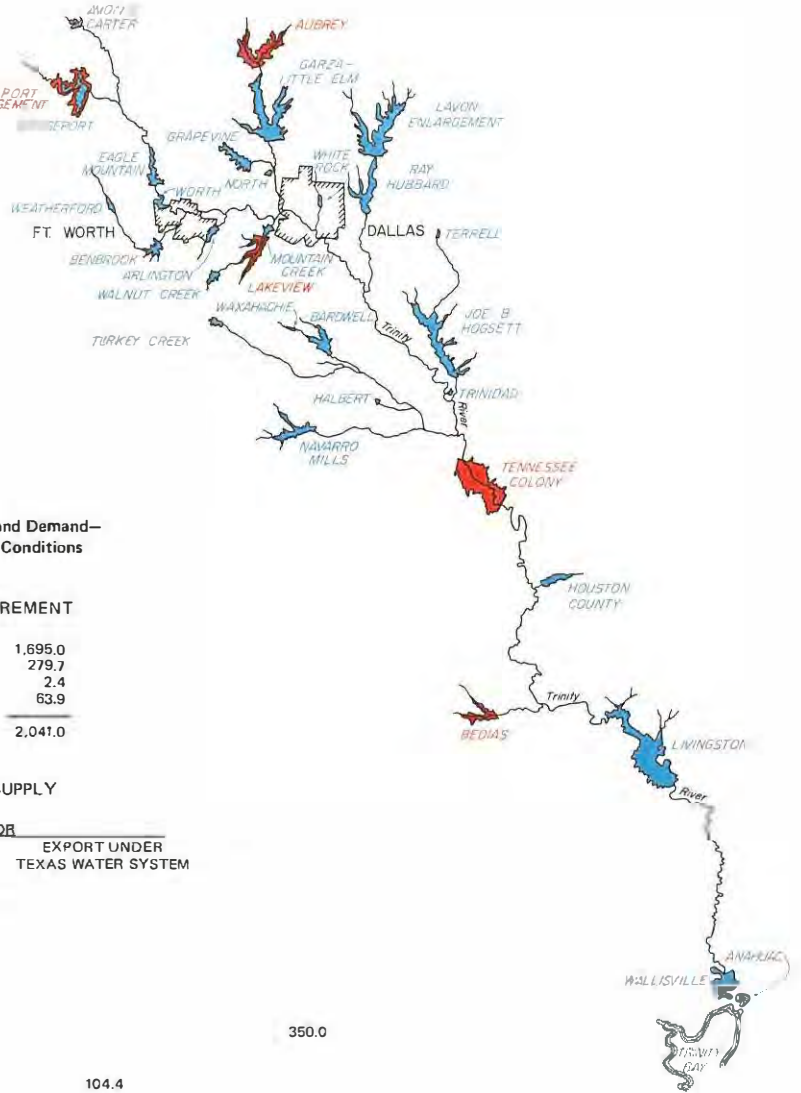 CARTER
AUBREY
GARZA–
LITTLE ELM
LAVON
ENLARGEMENT
GRAPEVINE
WHITE
ROCK
RAY
HUBBARD
EAGLE
MOUNTAIN
NORTH
WORTH
WEATHERFORD
FT. WORTH
DALLAS
TERRELL
BENBROOK
ARLINGTON
WALNUT CREEK
MOUNTAIN
CREEK
LAKEVIEW
WAXAHACHIE
BARDWELL
TURKEY CREEK
Trinity
River
JOE B
HOGSETT
TRINIDAD
HALBERT
NAVARRO
MILLS
TENNESSEE
COLONY
and Demand—
Conditions
HOUSTON
COUNTY
1,695.0
279.7
2.4
63.9
2,041.0
Trinity
River
BEDIAS
LIVINGSTON
EXPORT UNDER
TEXAS WATER SYSTEM
ANAHUAC
WALLISVILLE
TRINITY
BAY
350.0
104.4